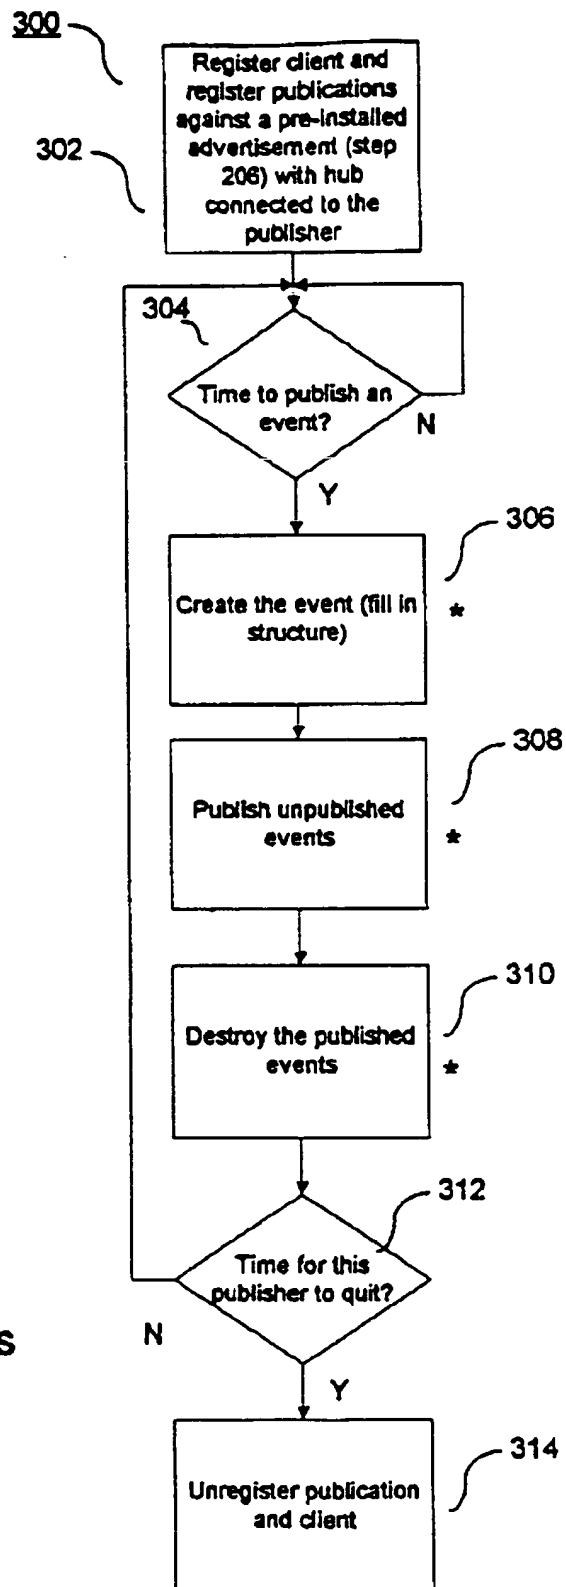 300
Register client and
register publications
against a pre-installed
advertisement (step
206) with hub
connected to the
publisher
302
304
Time to publish an
event?
N
Y
306
Create the event (fill in
structure)
*
308
Publish unpublished
events
*
310
Destroy the published
events
*
312
Time for this
publisher to quit?
N
S
Y
314
Unregister publication
and client